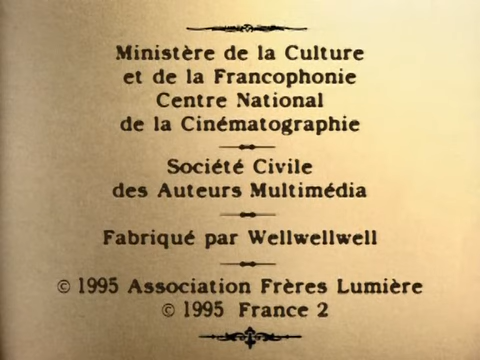 Ministère de la Culture
et de la Francophonie
Centre National
de la Cinématographie
Société Civile
des Auteurs Multimédia
Fabriqué par Wellwellwell
© 1995 Association Frères Lumière
© 1995 France 2